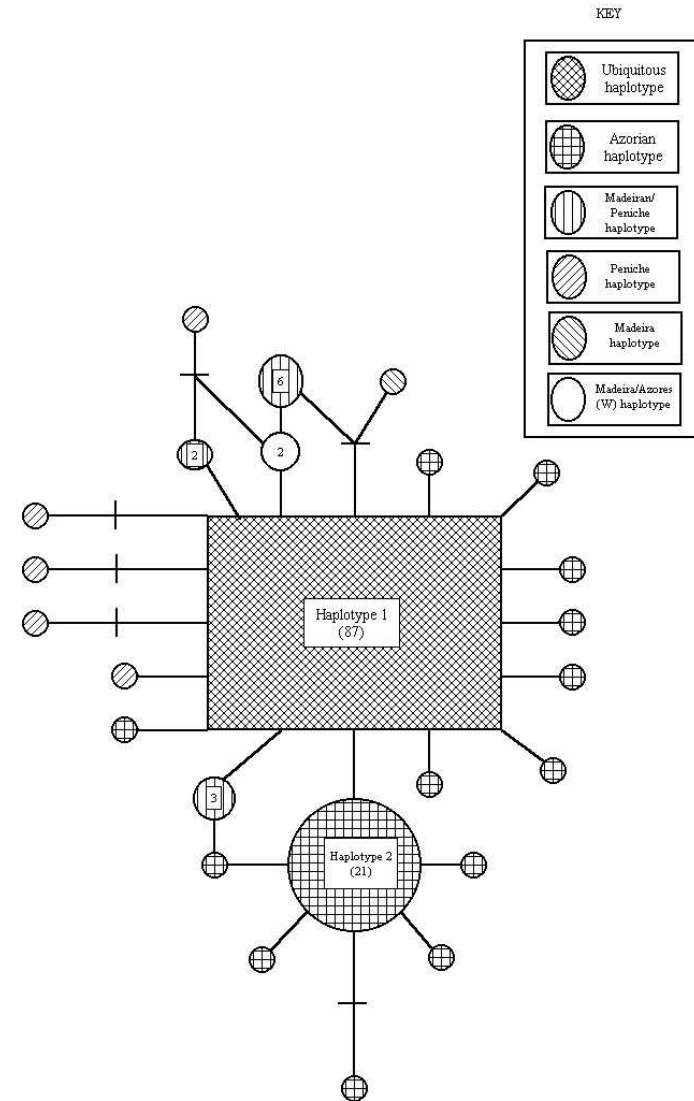 KEY
Ubiquitous
haplotype
Azorian
haplotype
Madeiran/
Peniche
haplotype
Peniche
haplotype
Madeira
haplotype
Madeira/Azores
(W) haplotype
6
2
2
Haplotype 1
(87)
3
Haplotype 2
(21)